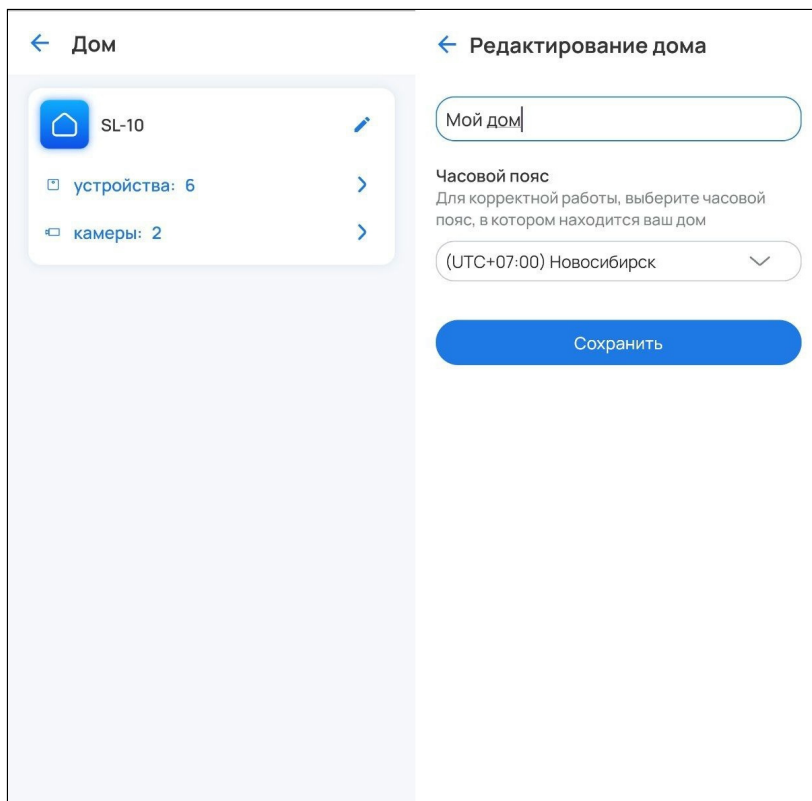 Дом
SL-10
устройства: 6
камеры: 2
Редактирование дома
Мой дом
Часовой пояс
Для корректной работы, выберите часовой
пояс, в котором находится ваш дом
(UTC+07:00) Новосибирск
Сохранить